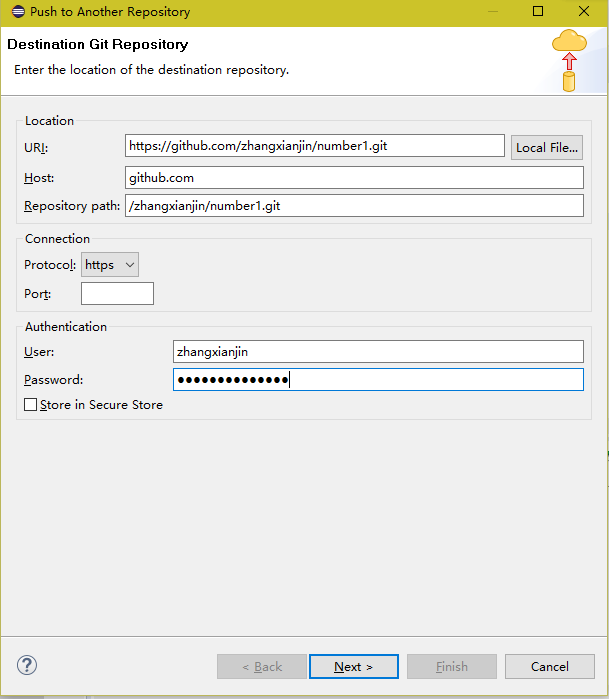 Push to Another Repository
Destination Git Repository
Enter the location of the destination repository.
Location
URI: https://github.com/zhangxianjin/number1.git Local File...
Host: github.com
Repository path: /zhangxianjin/number1.git
Connection
Protocol: https
Port:
Authentication
User: zhangxianjin
Password: ●●●●●●●●●●●●●●
Store in Secure Store
? < Back Next > Finish Cancel